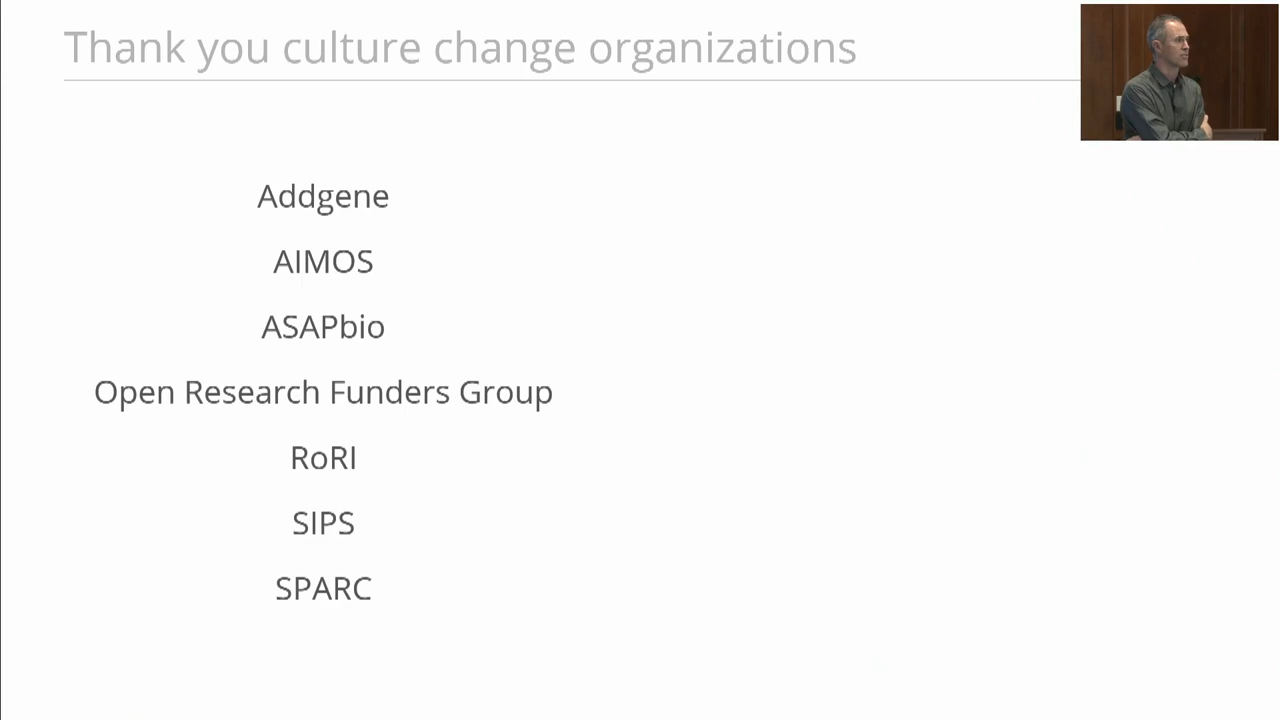 Thank you culture change organizations
Addgene
AIMOS
ASAPbio
Open Research Funders Group
RoRI
SIPS
SPARC